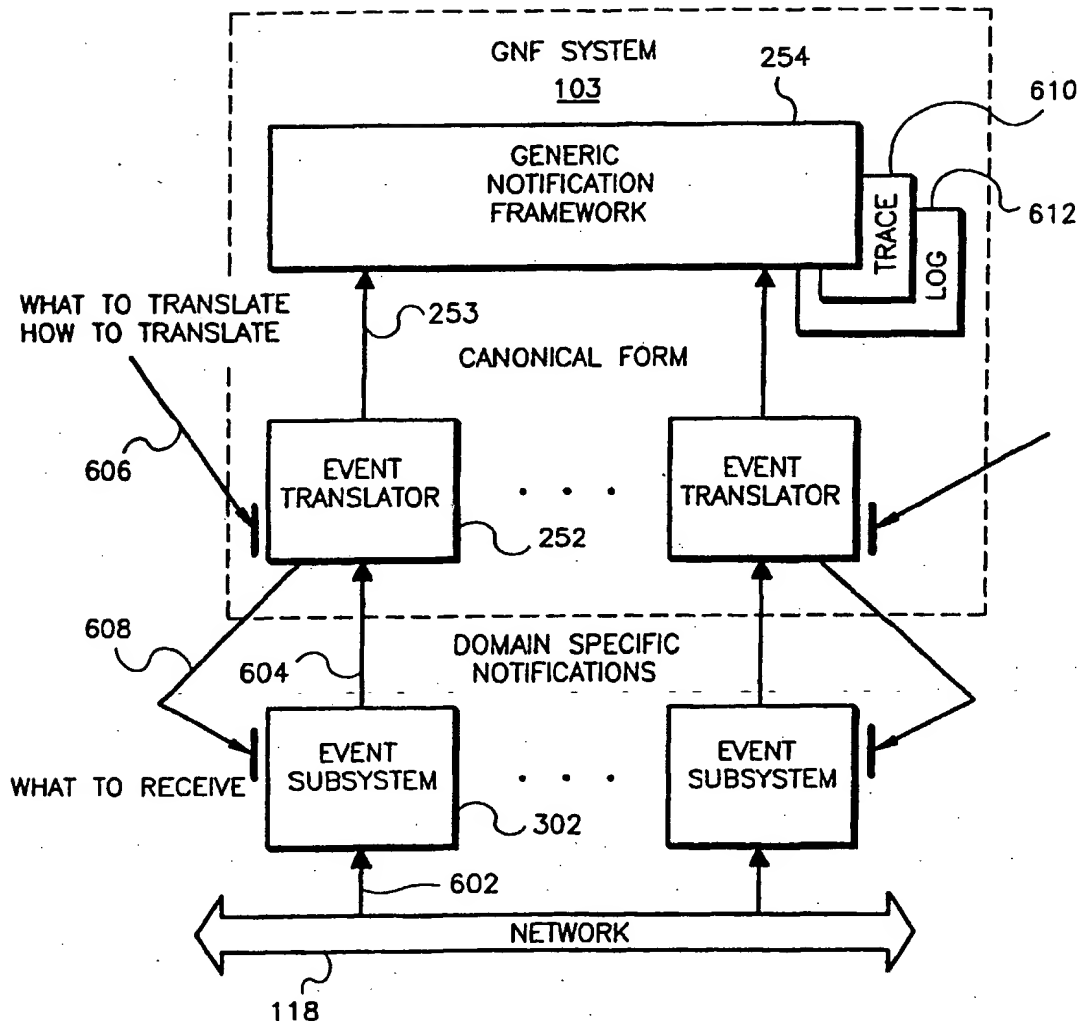 GNF SYSTEM
103
254
610
GENERIC
NOTIFICATION
FRAMEWORK
TRACE
612
LOG
WHAT TO TRANSLATE
HOW TO TRANSLATE
253
CANONICAL FORM
606
EVENT
TRANSLATOR
. . .
EVENT
TRANSLATOR
252
608
604
DOMAIN SPECIFIC
NOTIFICATIONS
WHAT TO RECEIVE
EVENT
SUBSYSTEM
. . .
EVENT
SUBSYSTEM
302
602
NETWORK
118